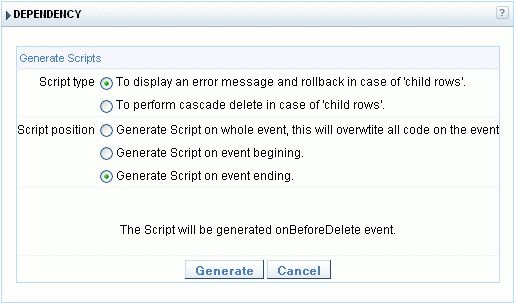 DEPENDENCY ?
Generate Scripts
Script type To display an error message and rollback in case of 'child rows'.
To perform cascade delete in case of 'child rows'.
Script position Generate Script on whole event, this will overwtite all code on the event
Generate Script on event begining.
Generate Script on event ending.
The Script will be generated onBeforeDelete event.
Generate Cancel